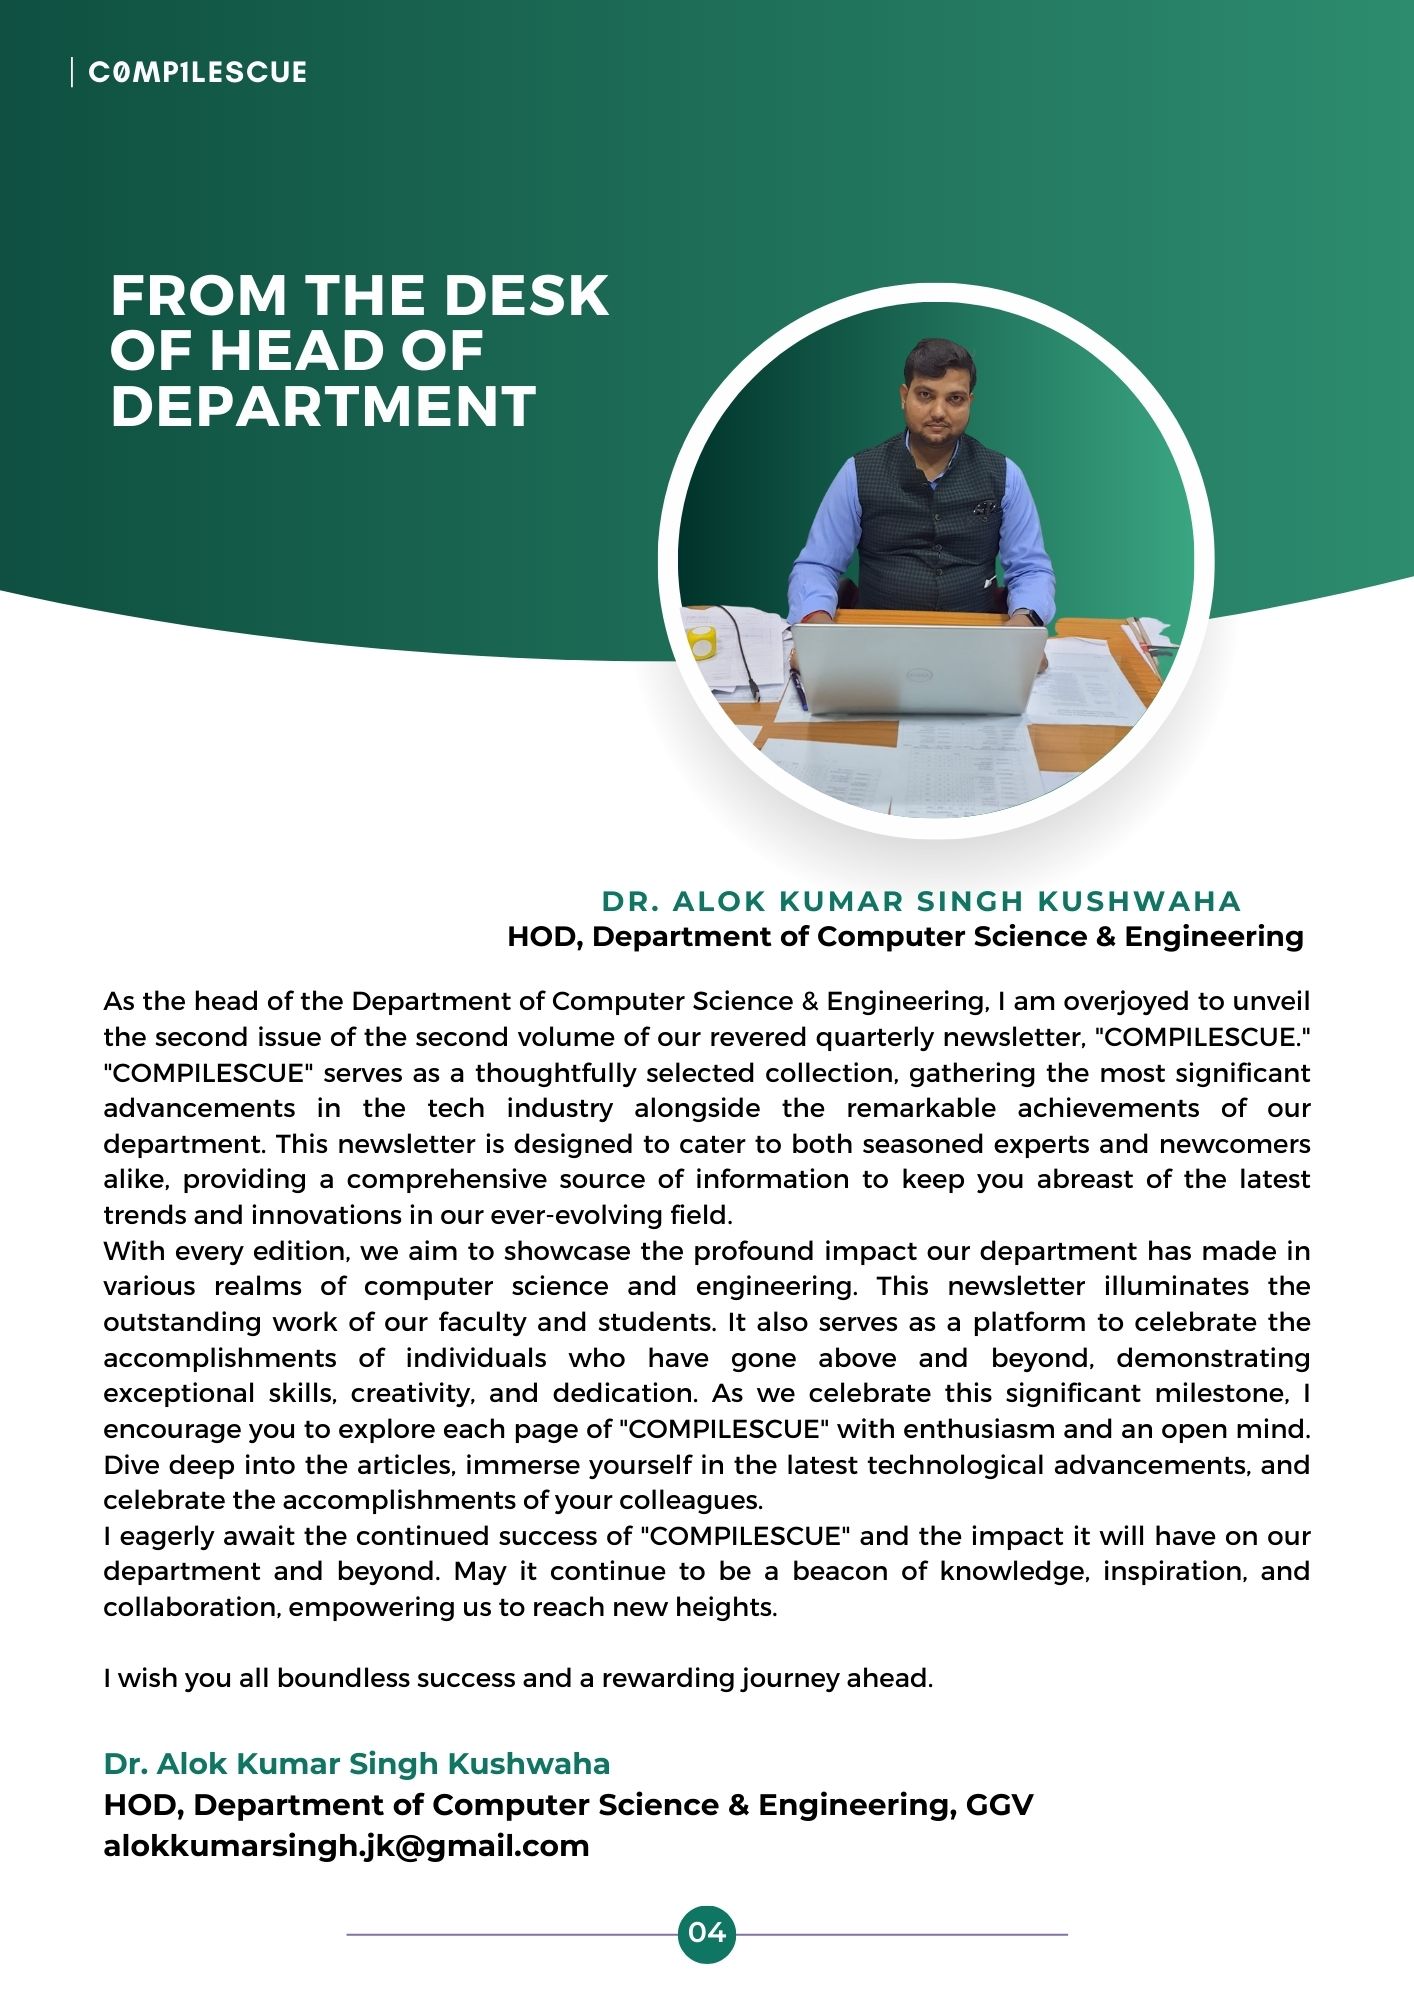 C0MP1LESCUE
FROM THE DESK
OF HEAD OF
DEPARTMENT
DR. ALOK KUMAR SINGH KUSHWAHA
HOD, Department of Computer Science & Engineering
As the head of the Department of Computer Science & Engineering, I am overjoyed to unveil
the second issue of the second volume of our revered quarterly newsletter, "COMPILESCUE."
"COMPILESCUE" serves as a thoughtfully selected collection, gathering the most significant
advancements in the tech industry alongside the remarkable achievements of our
department. This newsletter is designed to cater to both seasoned experts and newcomers
alike, providing a comprehensive source of information to keep you abreast of the latest
trends and innovations in our ever-evolving field.
With every edition, we aim to showcase the profound impact our department has made in
various realms of computer science and engineering. This newsletter illuminates the
outstanding work of our faculty and students. It also serves as a platform to celebrate the
accomplishments of individuals who have gone above and beyond, demonstrating
exceptional skills, creativity, and dedication. As we celebrate this significant milestone, I
encourage you to explore each page of "COMPILESCUE" with enthusiasm and an open mind.
Dive deep into the articles, immerse yourself in the latest technological advancements, and
celebrate the accomplishments of your colleagues.
I eagerly await the continued success of "COMPILESCUE" and the impact it will have on our
department and beyond. May it continue to be a beacon of knowledge, inspiration, and
collaboration, empowering us to reach new heights.
I wish you all boundless success and a rewarding journey ahead.
Dr. Alok Kumar Singh Kushwaha
HOD, Department of Computer Science & Engineering, GGV
alokkumarsingh.jk@gmail.com
04